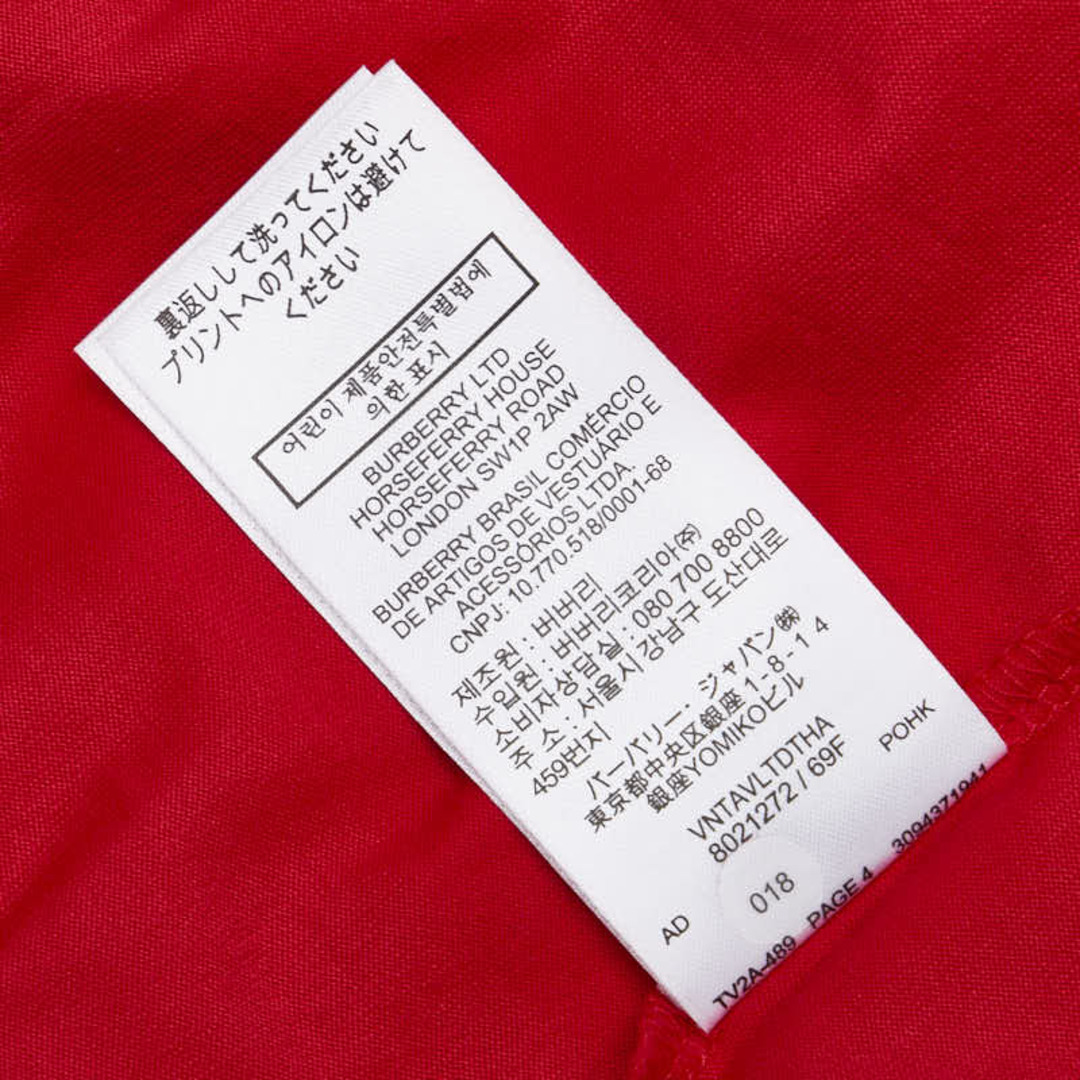 裏返しして洗ってください
プリントへのアイロンは避けて
ください
어린이 제품안전특별법에
의한 표시
BURBERRY LTD
HORSEFERRY HOUSE
HORSEFERRY ROAD
LONDON SW1P 2AW
BURBERRY BRASIL COMÉRCIO
DE ARTIGOS DE VESTUÁRIO E
ACESSÓRIOS LTDA.
CNPJ: 10.770.518/0001-68
제조원 : 버버리
수입원 : 버버리코리아㈜
소비자상담실 : 080 700 8800
주 소 : 서울시 강남구 도산대로
459번지
バーバリー・ジャパン㈱
東京都中央区銀座 1-8-1 4
銀座YOMIKOビル
VNTAVLTDTHA
8021272 / 69F
POHK
AD
018
TV2A-489 PAGE 4 3094371941